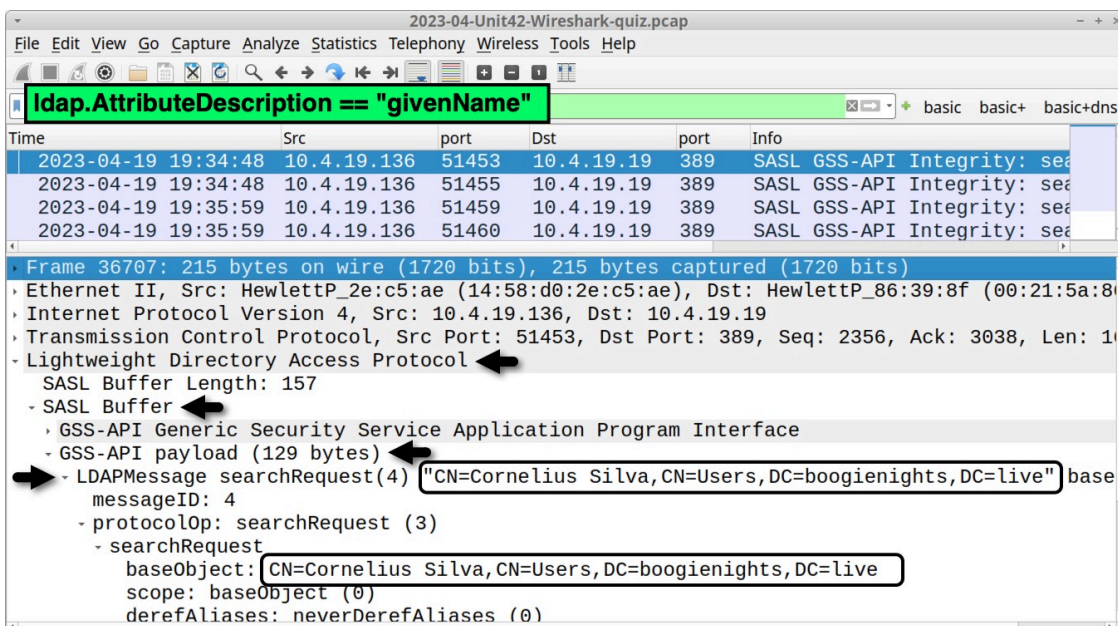 2023-04-Unit42-Wireshark-quiz.pcap
File Edit View Go Capture Analyze Statistics Telephony Wireless Tools Help
ldap.AttributeDescription == "givenName" basic basic+ basic+dns
Time Src port Dst port Info
2023-04-19 19:34:48 10.4.19.136 51453 10.4.19.19 389 SASL GSS-API Integrity: sea
2023-04-19 19:34:48 10.4.19.136 51455 10.4.19.19 389 SASL GSS-API Integrity: sea
2023-04-19 19:35:59 10.4.19.136 51459 10.4.19.19 389 SASL GSS-API Integrity: sea
2023-04-19 19:35:59 10.4.19.136 51460 10.4.19.19 389 SASL GSS-API Integrity: sea
Frame 36707: 215 bytes on wire (1720 bits), 215 bytes captured (1720 bits)
Ethernet II, Src: HewlettP_2e:c5:ae (14:58:d0:2e:c5:ae), Dst: HewlettP_86:39:8f (00:21:5a:8
Internet Protocol Version 4, Src: 10.4.19.136, Dst: 10.4.19.19
Transmission Control Protocol, Src Port: 51453, Dst Port: 389, Seq: 2356, Ack: 3038, Len: 1
Lightweight Directory Access Protocol
SASL Buffer Length: 157
SASL Buffer
GSS-API Generic Security Service Application Program Interface
GSS-API payload (129 bytes)
LDAPMessage searchRequest(4) "CN=Cornelius Silva,CN=Users,DC=boogienights,DC=live" base
messageID: 4
protocolOp: searchRequest (3)
searchRequest
baseObject: CN=Cornelius Silva,CN=Users,DC=boogienights,DC=live
scope: baseObject (0)
derefAliases: neverDerefAliases (0)